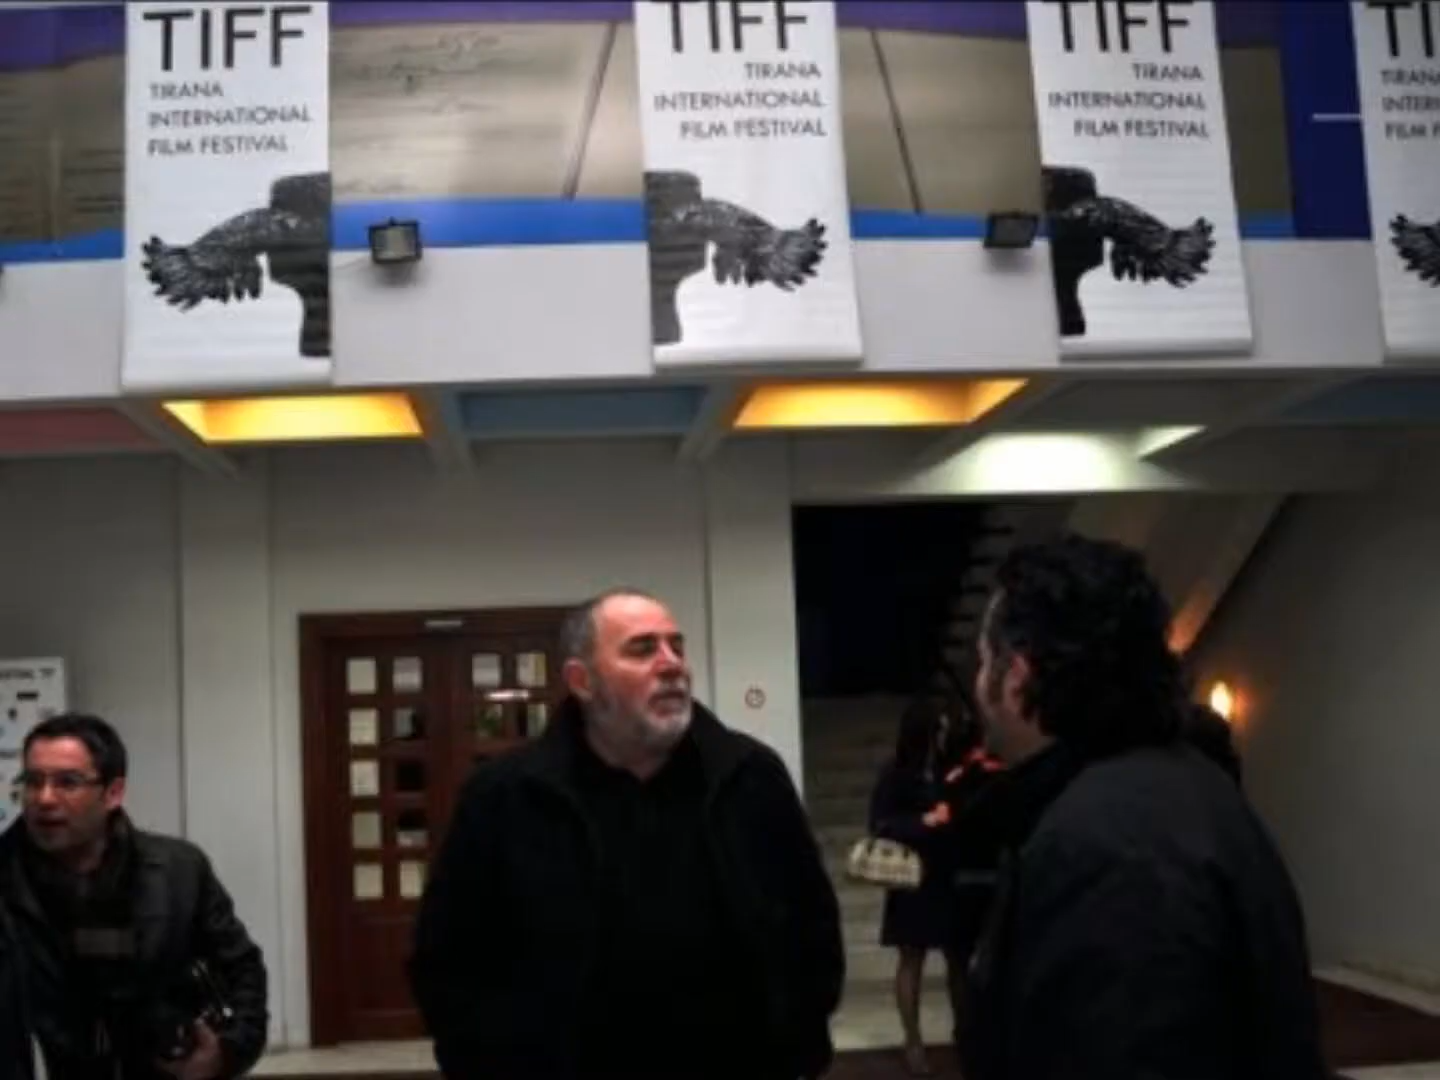 TIFF
TIRANA
INTERNATIONAL
FILM FESTIVAL
TIFF
TIRANA
INTERNATIONAL
FILM FESTIVAL
TIFF
TIRANA
INTERNATIONAL
FILM FESTIVAL